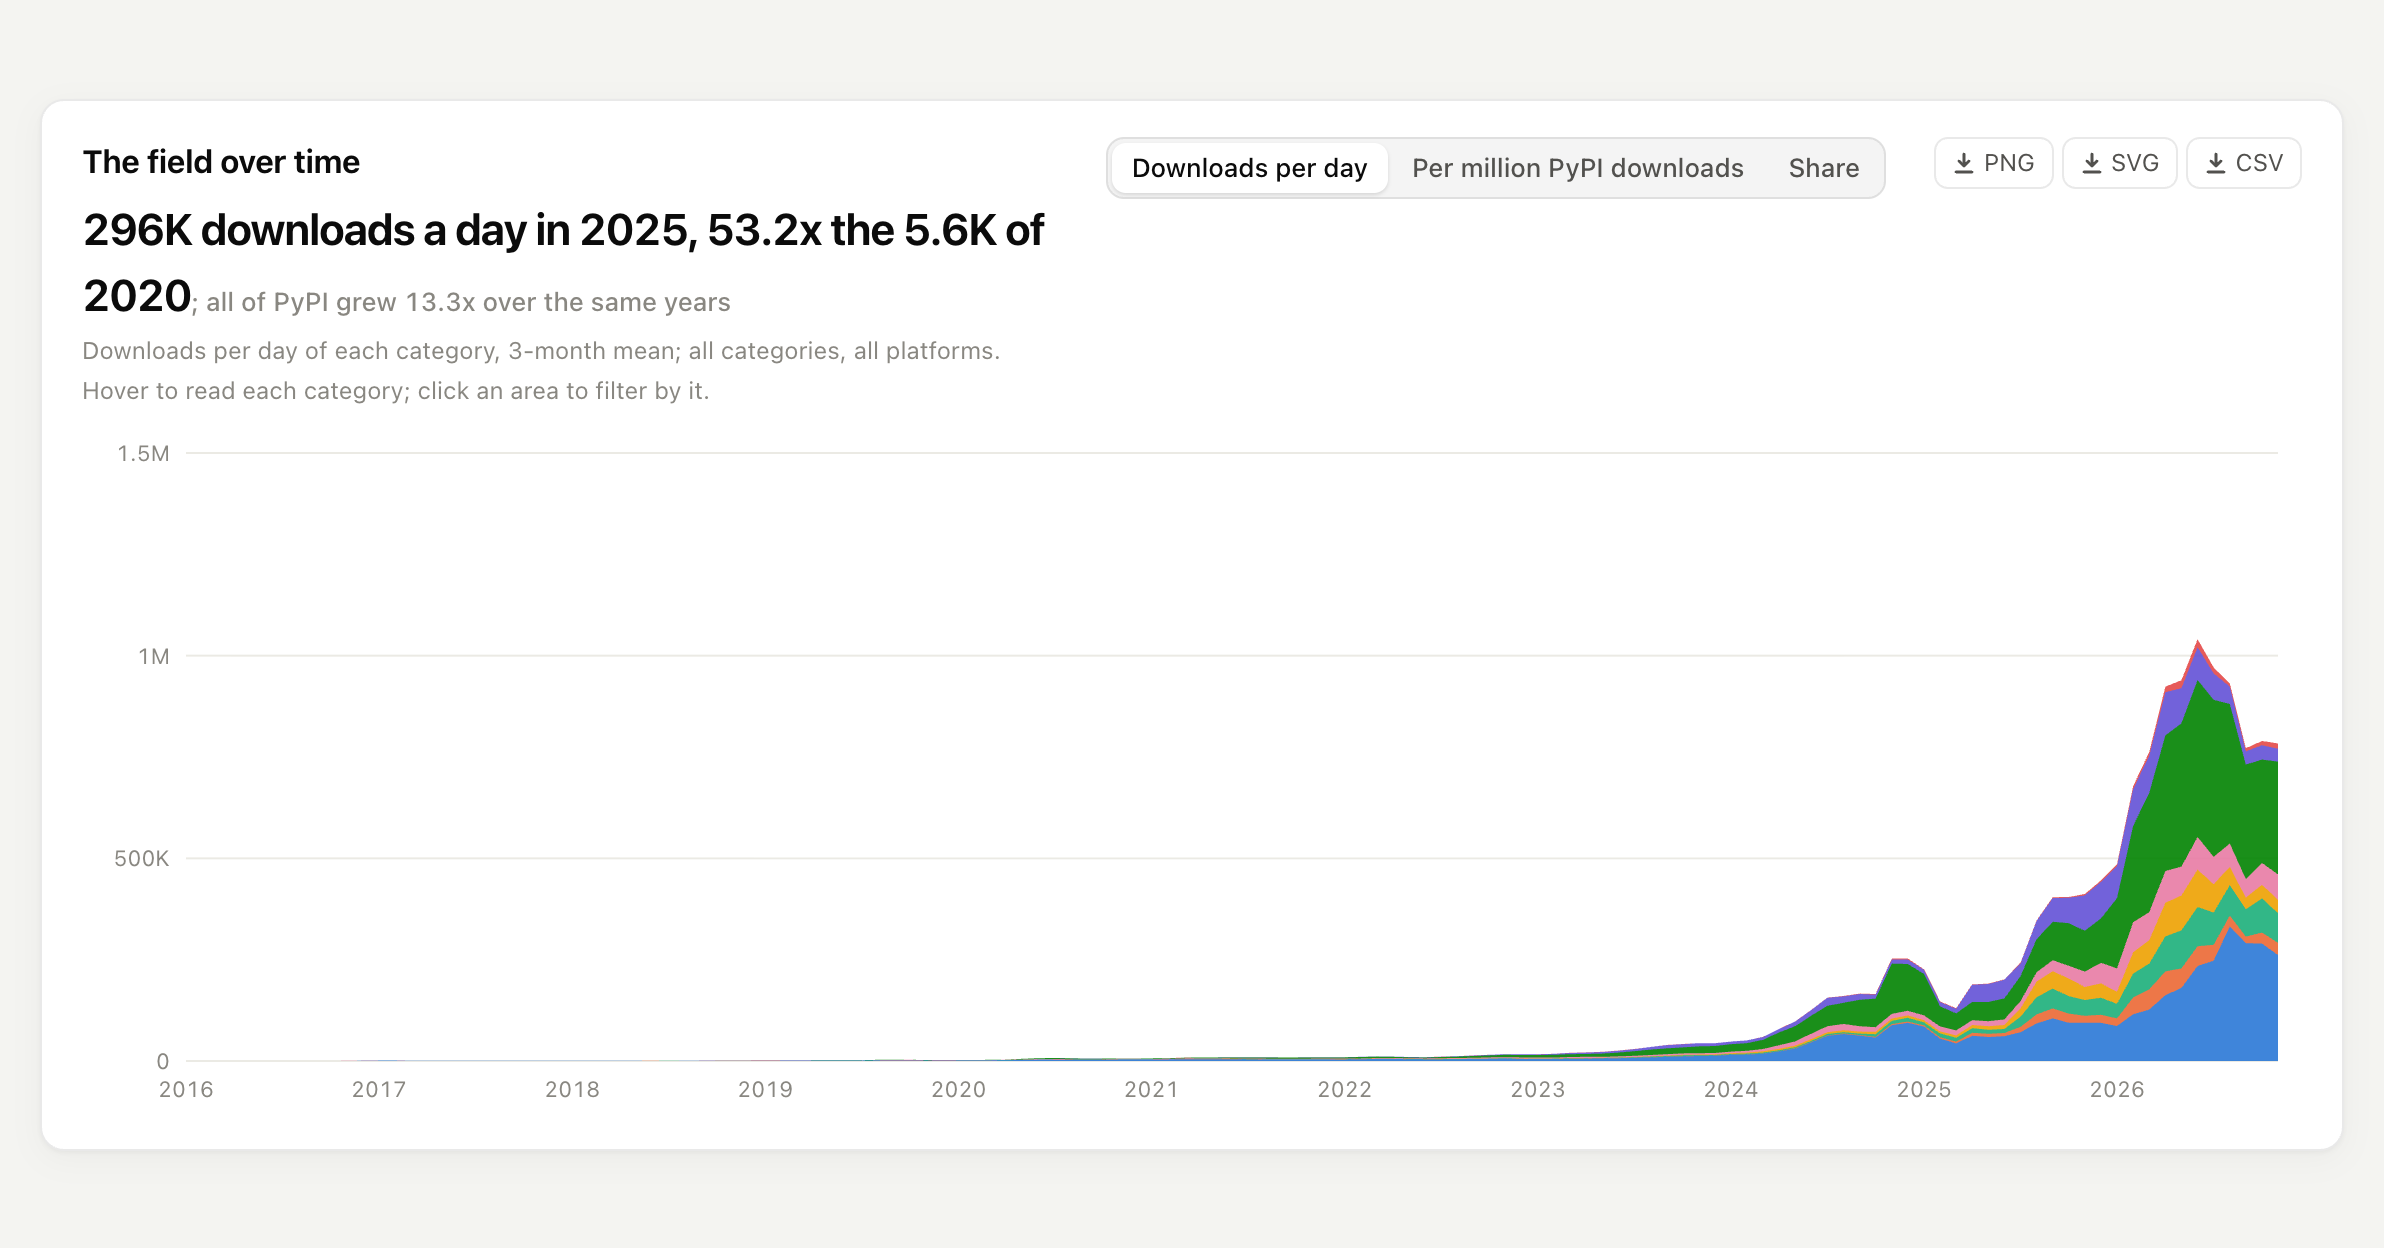 The field over time
Downloads per day
Per million PyPI downloads
Share
PNG
SVG
CSV
296K downloads a day in 2025, 53.2x the 5.6K of
2020; all of PyPI grew 13.3x over the same years
Downloads per day of each category, 3-month mean; all categories, all platforms.
Hover to read each category; click an area to filter by it.
1.5M
1M
500K
0
2016 2017 2018 2019 2020 2021 2022 2023 2024 2025 2026